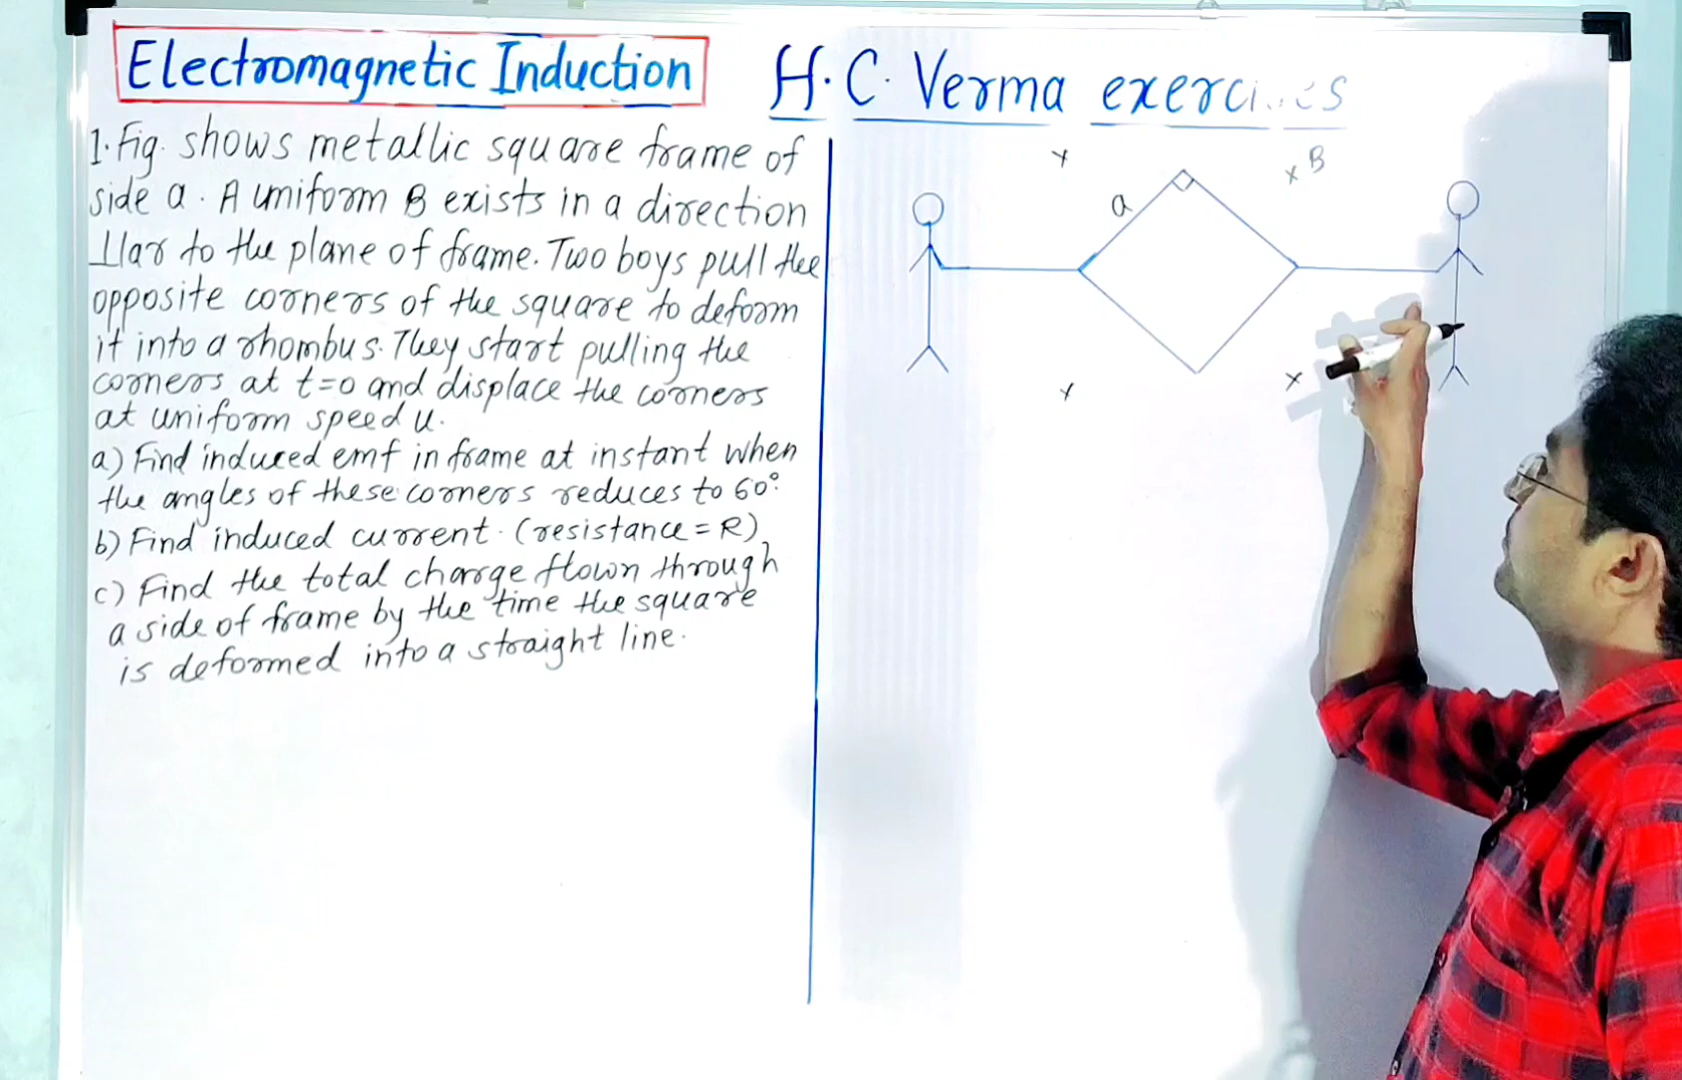 Electromagnetic Induction
H.C. Verma exercises
1. Fig. shows metallic square frame of
side a. A uniform B exists in a direction
⊥lar to the plane of frame. Two boys pull the
opposite corners of the square to deform
it into a rhombus. They start pulling the
corners at t=0 and displace the corners
at uniform speed u.
a) Find induced emf in frame at instant when
the angles of these corners reduces to 60°.
b) Find induced current. (resistance = R)
c) Find the total charge flown through
a side of frame by the time the square
is deformed into a straight line.
x
x B
a
x
x